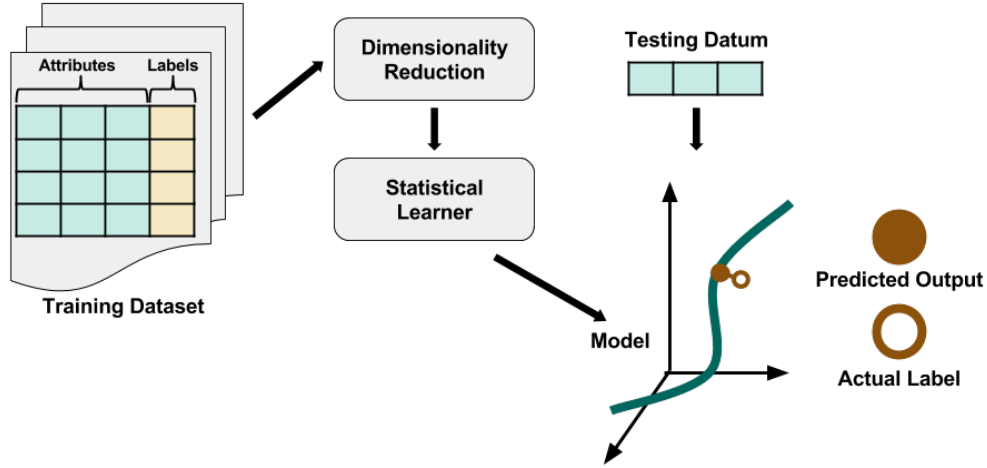 Attributes Labels
Training Dataset
Dimensionality
Reduction
Statistical
Learner
Testing Datum
Model
Predicted Output
Actual Label